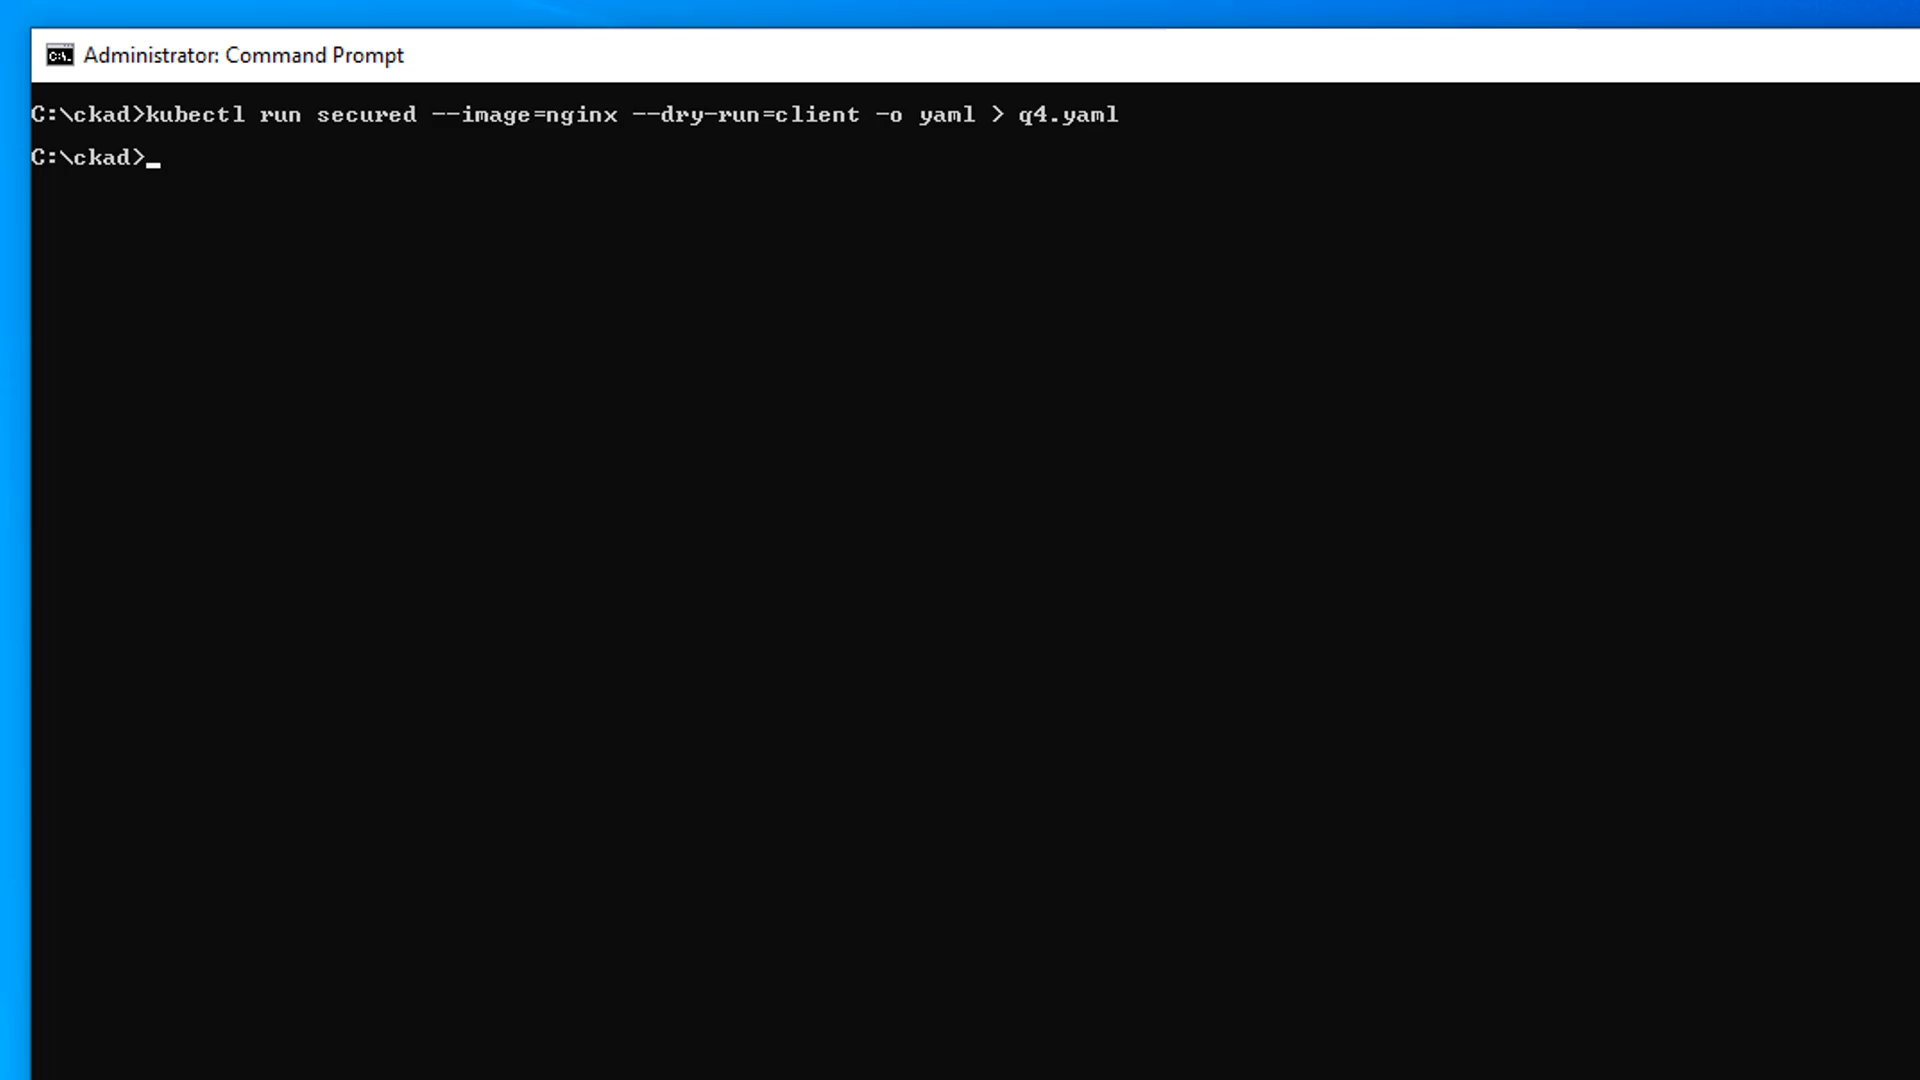 Administrator: Command Prompt
C:\ckad>kubectl run secured --image=nginx --dry-run=client -o yaml > q4.yaml
C:\ckad>_